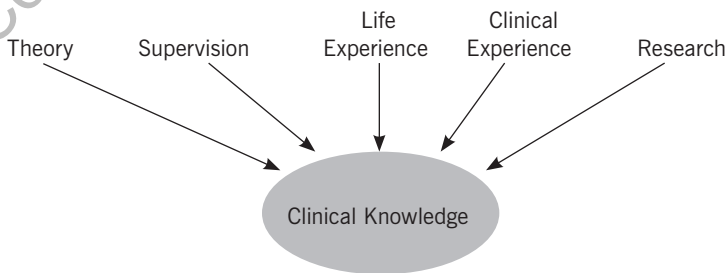 Theory
Supervision
Life
Experience
Clinical
Experience
Research
Clinical Knowledge